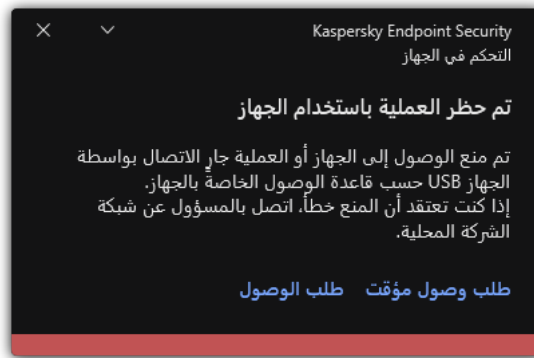 Kaspersky Endpoint Security
التحكم في الجهاز
تم حظر العملية باستخدام الجهاز
تم منع الوصول إلى الجهاز أو العملية جارٍ الاتصال بواسطة
الجهاز USB حسب قاعدة الوصول الخاصة بالجهاز.
إذا كنت تعتقد أن المنع خطأ، اتصل بالمسؤول عن شبكة
الشركة المحلية.
طلب وصول مؤقت طلب الوصول